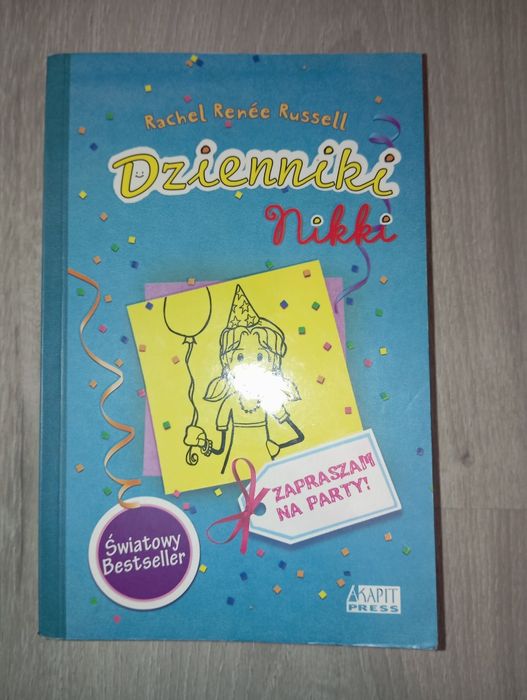 Rachel Renée Russell
Dzienniki
Nikki
ZAPRASZAM
NA PARTY!
Światowy
Bestseller
AKAPIT
PRESS